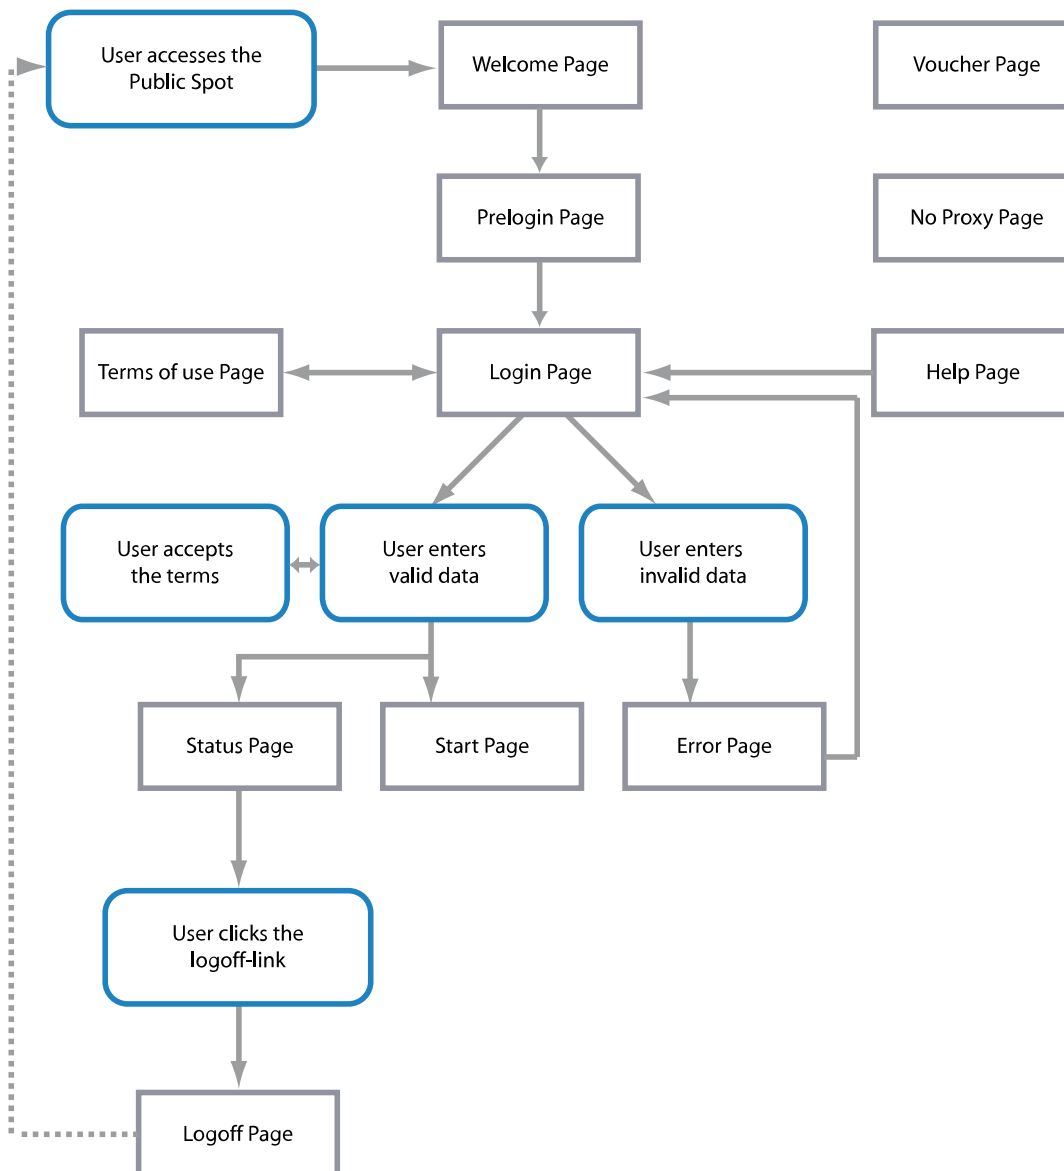 User accesses the
Public Spot
Welcome Page
Voucher Page
Prelogin Page
No Proxy Page
Terms of use Page
Login Page
Help Page
User accepts
the terms
User enters
valid data
User enters
invalid data
Status Page
Start Page
Error Page
User clicks the
logoff-link
Logoff Page